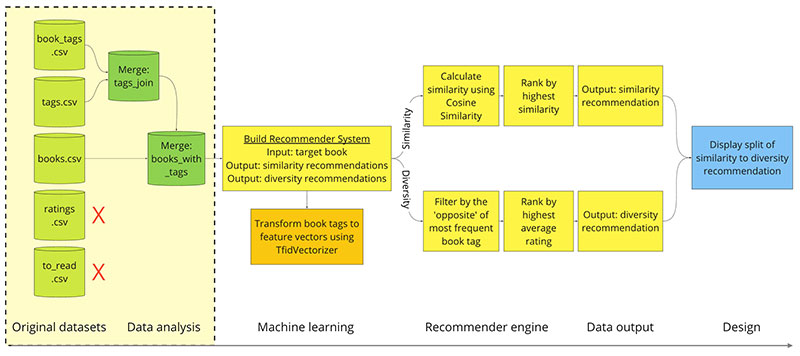 book_tags
.csv
tags.csv
books.csv
ratings
.csv
X
to_read
.csv
X
Merge:
tags_join
Merge:
books_with
_tags
Build Recommender System
Input: target book
Output: similarity recommendations
Output: diversity recommendations
Transform book tags to
feature vectors using
TfidVectorizer
Similarity
Diversity
Calculate
similarity using
Cosine
Similarity
Rank by
highest
similarity
Output: similarity
recommendation
Filter by the
'opposite' of
most frequent
book tag
Rank by
highest
average
rating
Output: diversity
recommendation
Display split of
similarity to diversity
recommendation
Original datasets
Data analysis
Machine learning
Recommender engine
Data output
Design